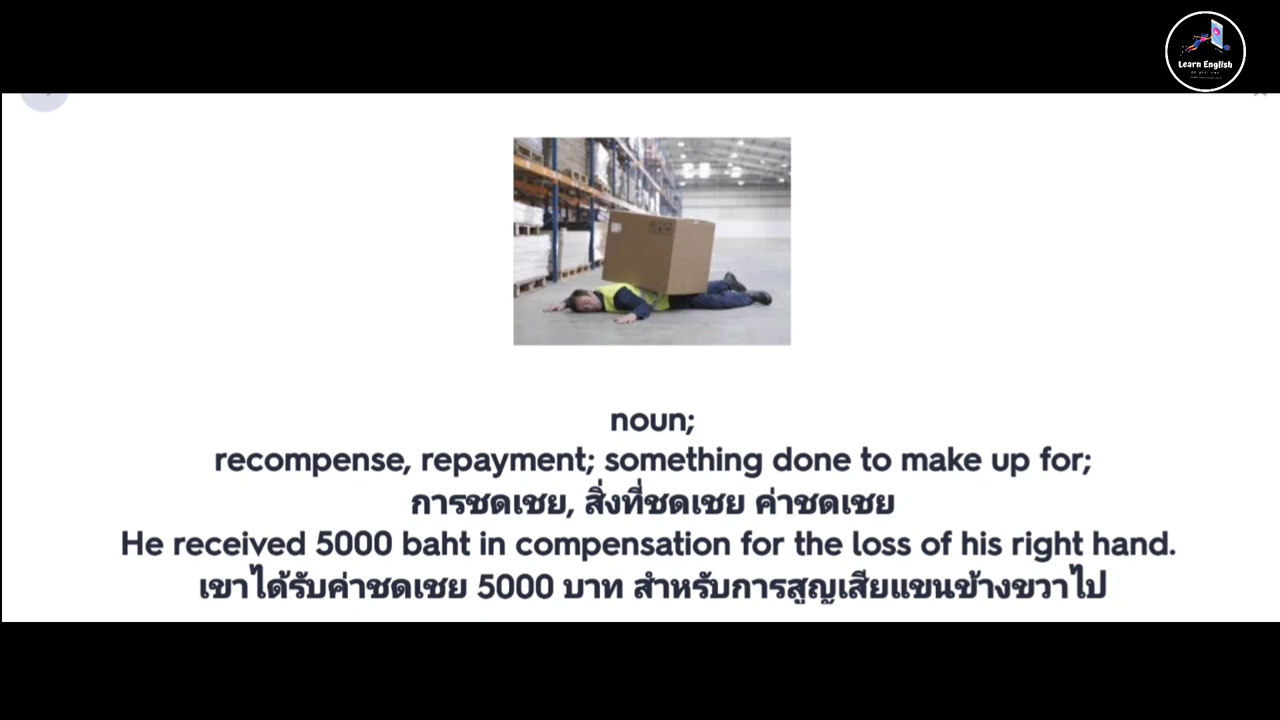 Learn English
noun;
recompense, repayment; something done to make up for;
การชดเชย, สิ่งที่ชดเชย ค่าชดเชย
He received 5000 baht in compensation for the loss of his right hand.
เขาได้รับค่าชดเชย 5000 บาท สำหรับการสูญเสียแขนข้างขวาไป